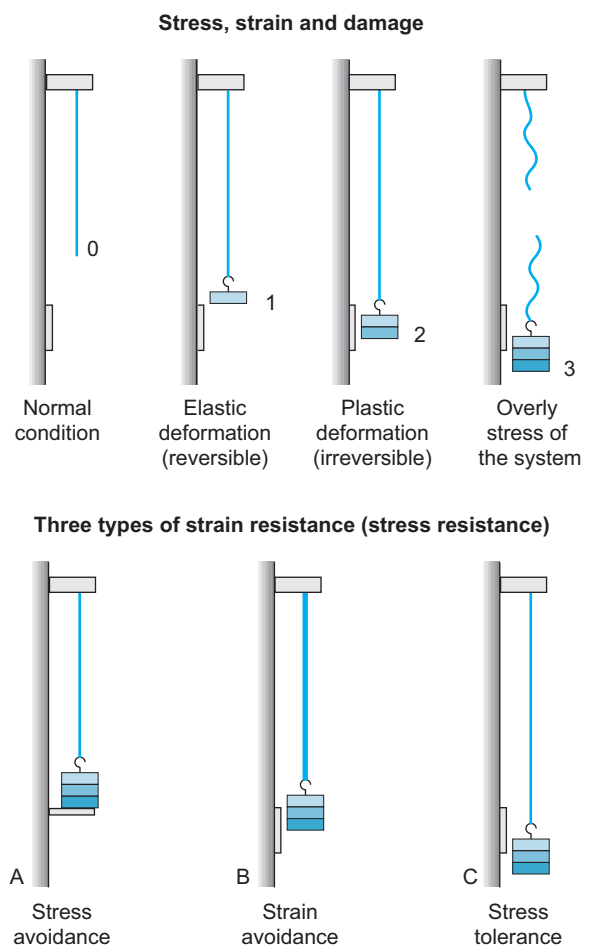 Stress, strain and damage
0
1
2
3
Normal
condition
Elastic
deformation
(reversible)
Plastic
deformation
(irreversible)
Overly
stress of
the system
Three types of strain resistance (stress resistance)
A
B
C
Stress
avoidance
Strain
avoidance
Stress
tolerance